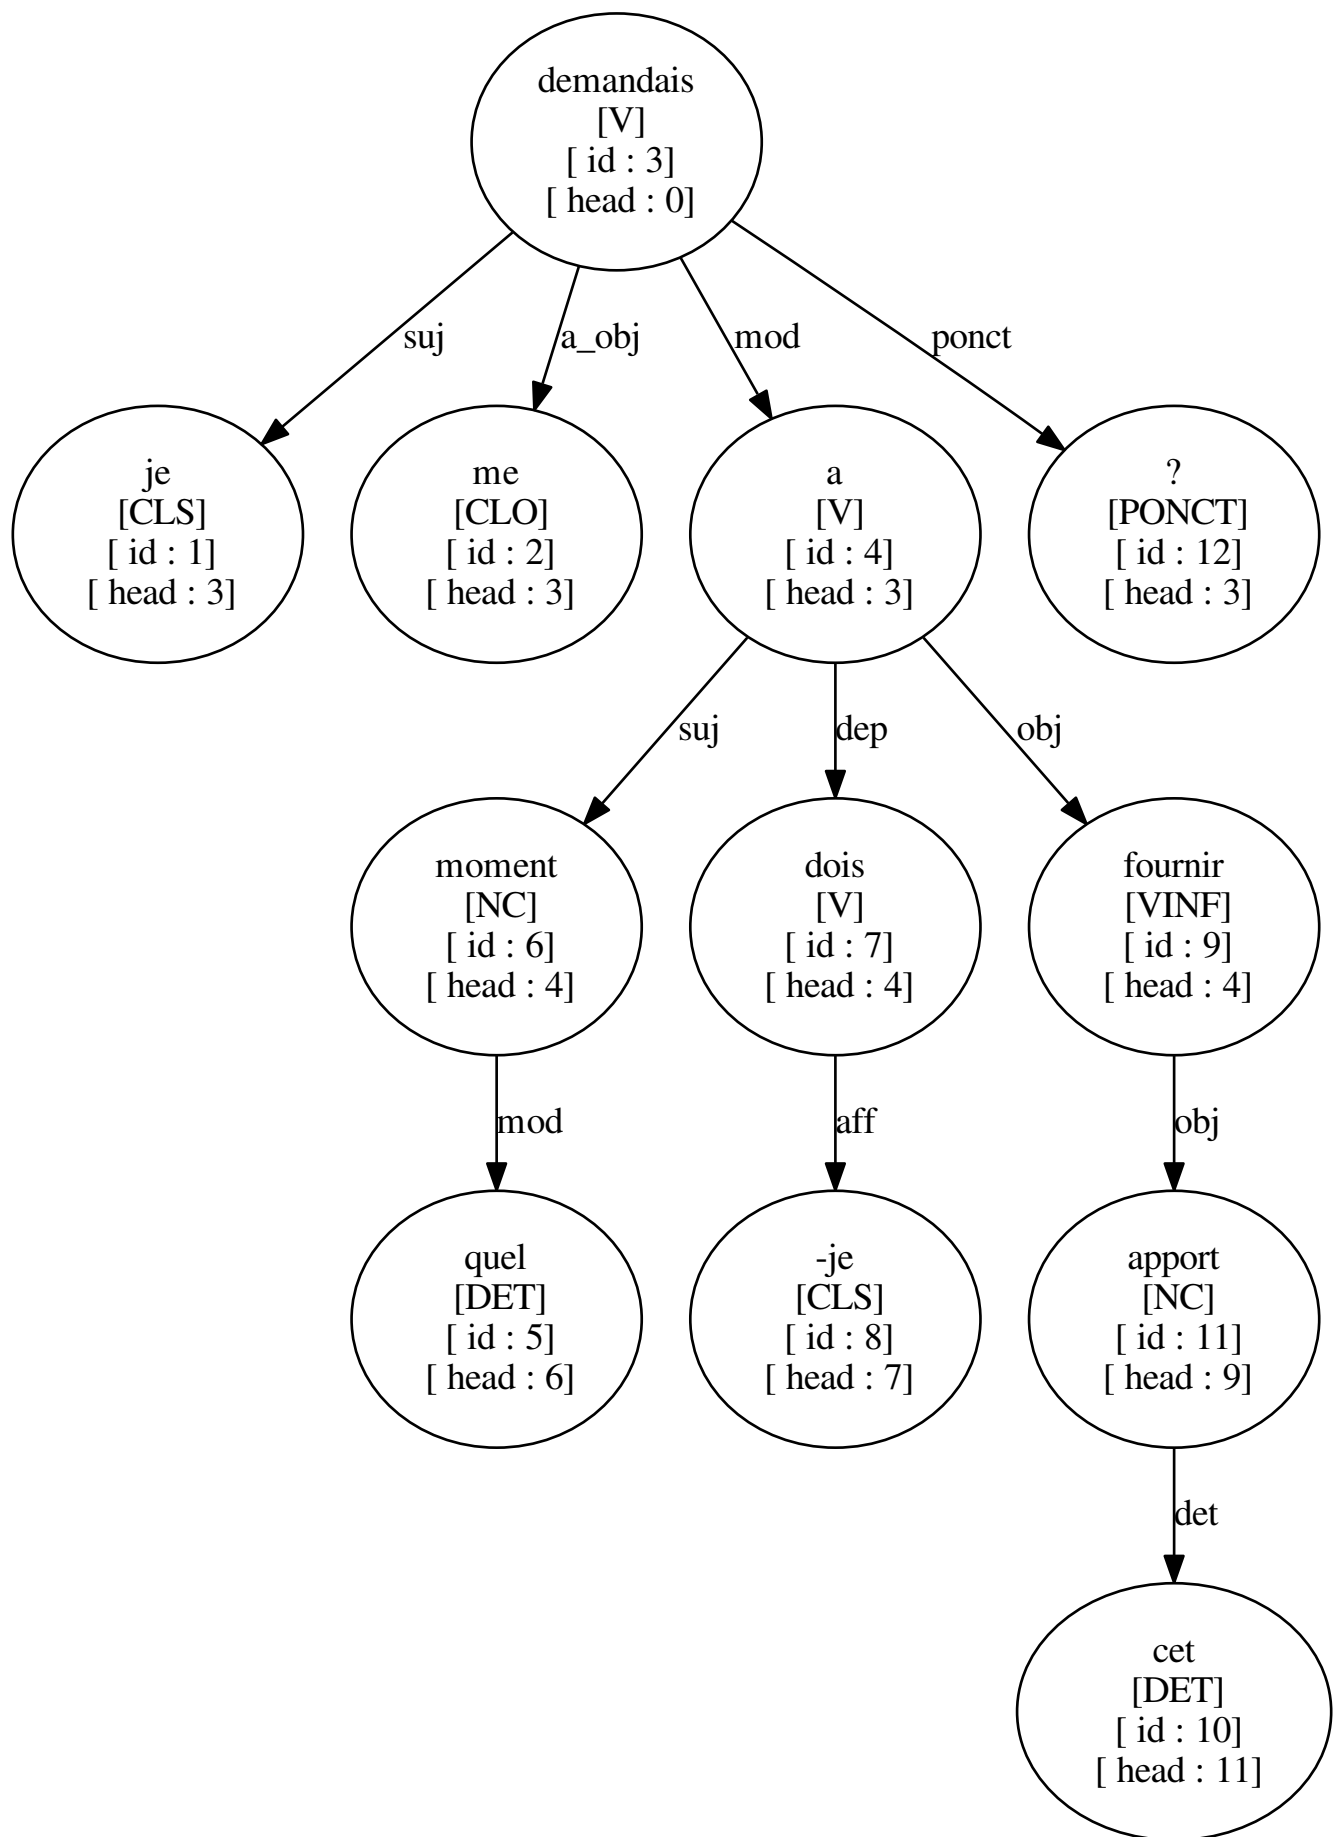 demandais
[V]
[ id : 3]
[ head : 0]
suj
a_obj
mod
ponct
je
[CLS]
[ id : 1]
[ head : 3]
me
[CLO]
[ id : 2]
[ head : 3]
a
[V]
[ id : 4]
[ head : 3]
?
[PONCT]
[ id : 12]
[ head : 3]
suj
dep
obj
moment
[NC]
[ id : 6]
[ head : 4]
dois
[V]
[ id : 7]
[ head : 4]
fournir
[VINF]
[ id : 9]
[ head : 4]
mod
aff
obj
quel
[DET]
[ id : 5]
[ head : 6]
-je
[CLS]
[ id : 8]
[ head : 7]
apport
[NC]
[ id : 11]
[ head : 9]
det
cet
[DET]
[ id : 10]
[ head : 11]